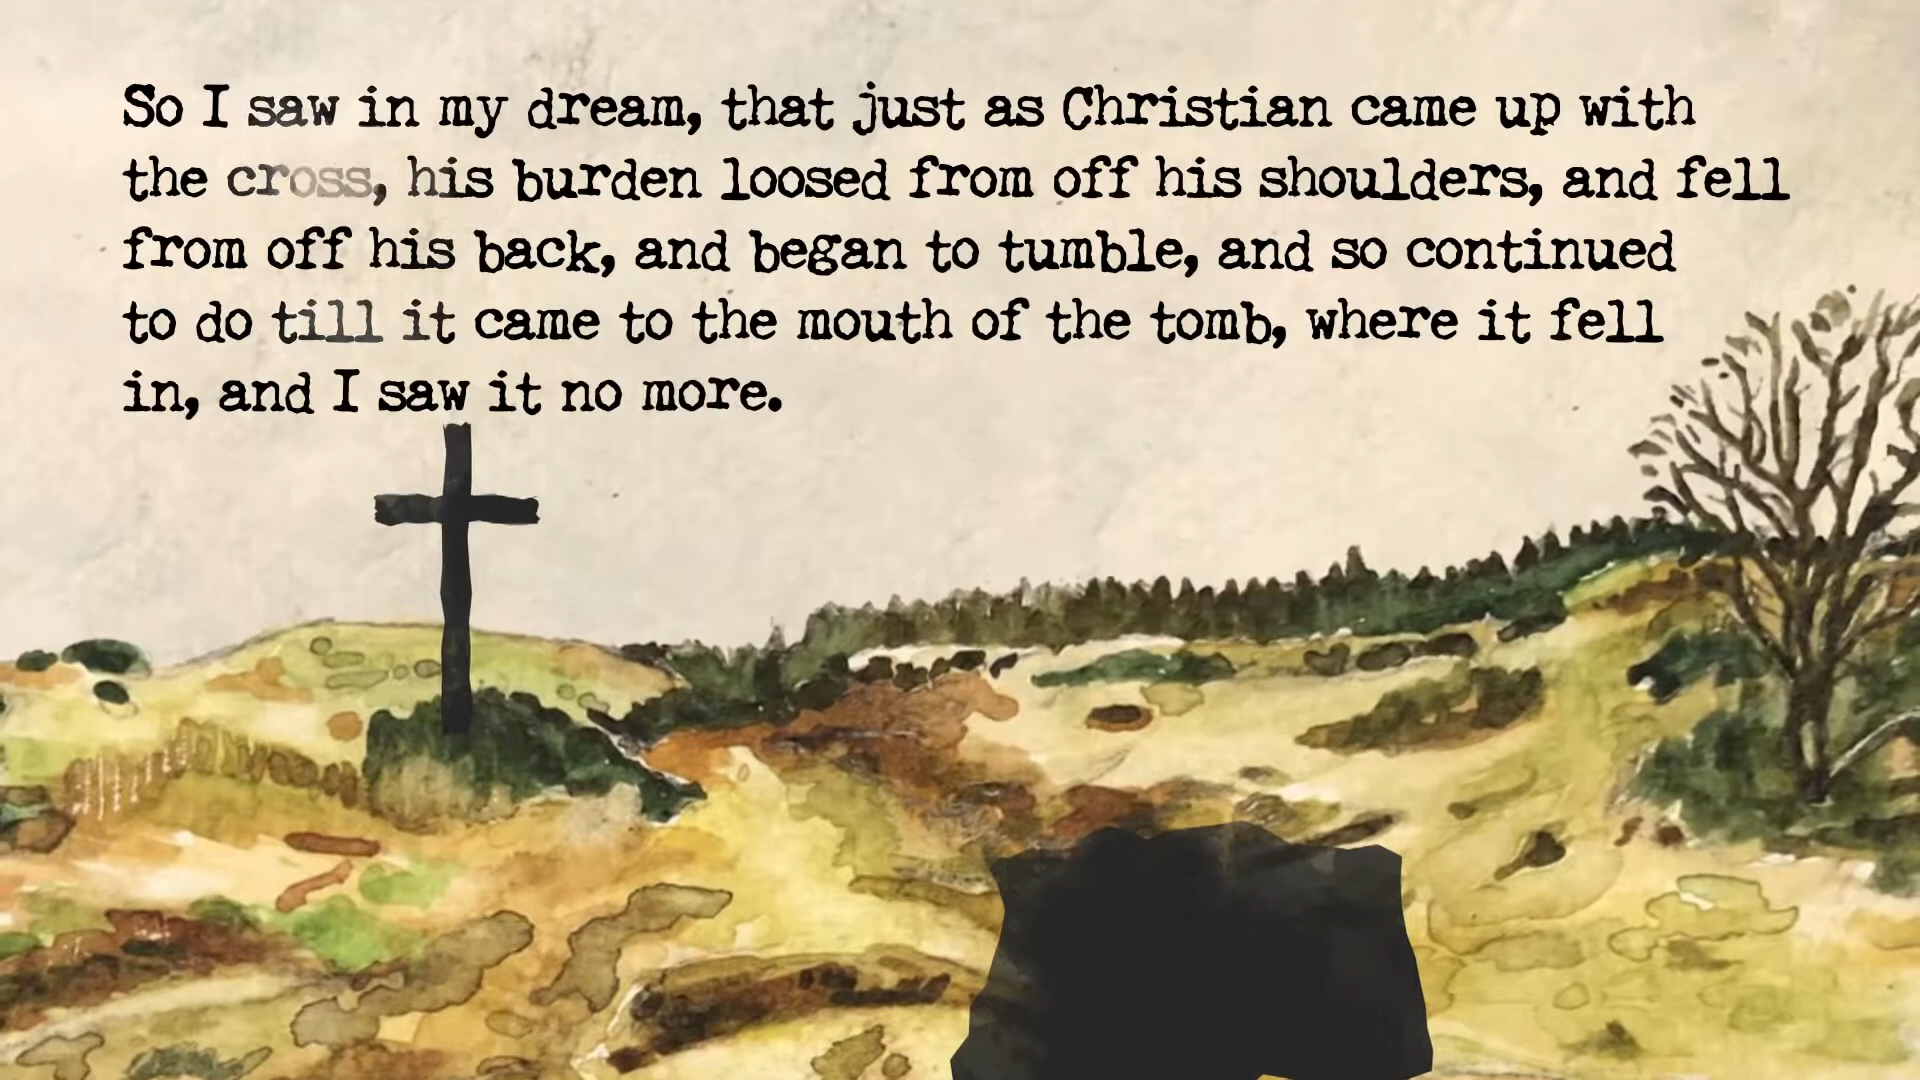 So I saw in my dream, that just as Christian came up with
the cross, his burden loosed from off his shoulders, and fell
from off his back, and began to tumble, and so continued
to do till it came to the mouth of the tomb, where it fell
in, and I saw it no more.